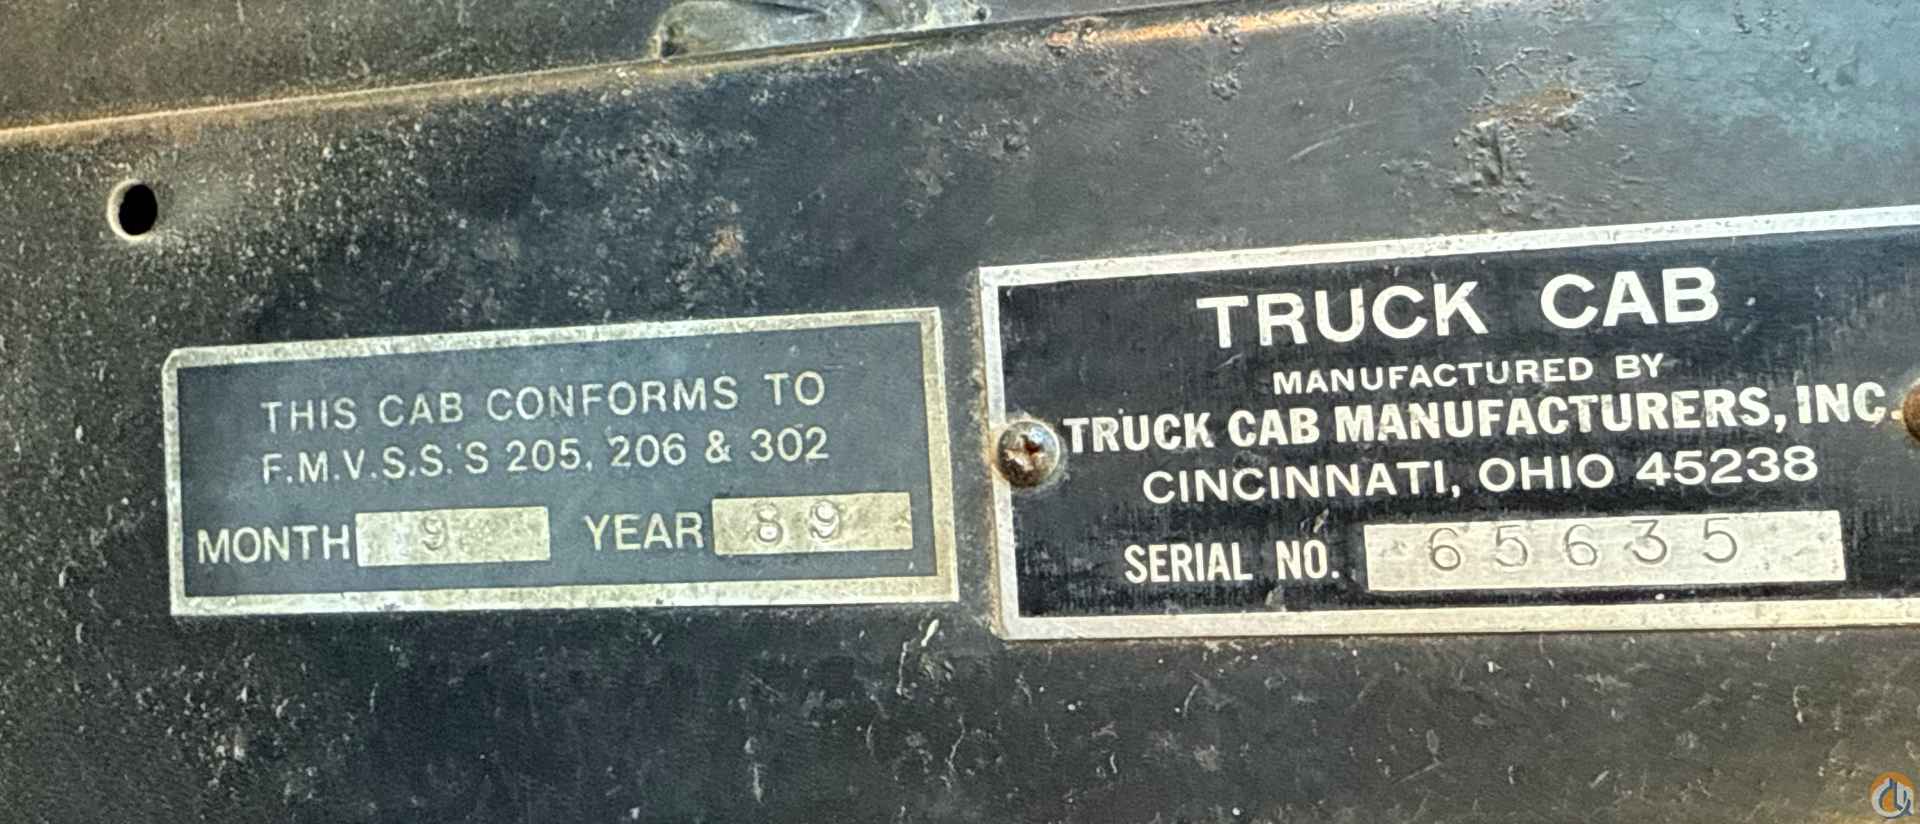 THIS CAB CONFORMS TO
F.M.V.S.S.'S 205, 206 & 302
MONTH 9 YEAR 89
TRUCK CAB
MANUFACTURED BY
TRUCK CAB MANUFACTURERS, INC.
CINCINNATI, OHIO 45238
SERIAL NO. 65635